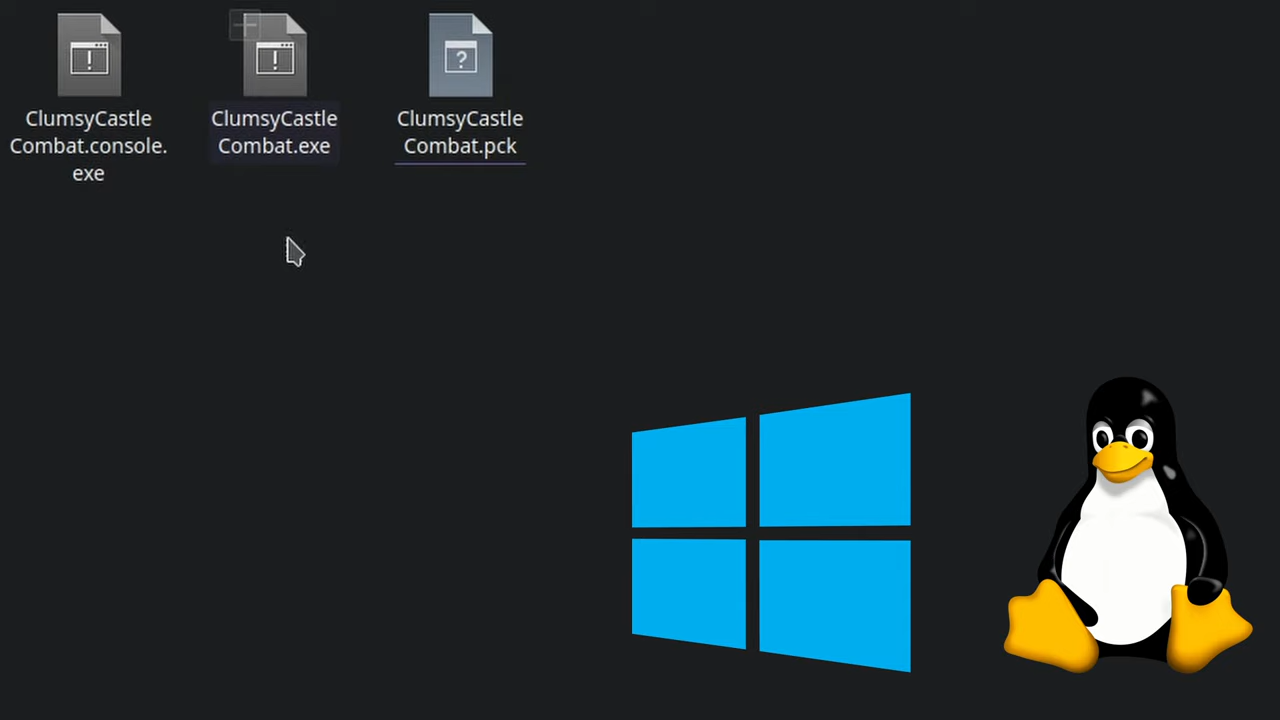 ClumsyCastle
Combat.console.
exe
ClumsyCastle
Combat.exe
ClumsyCastle
Combat.pck